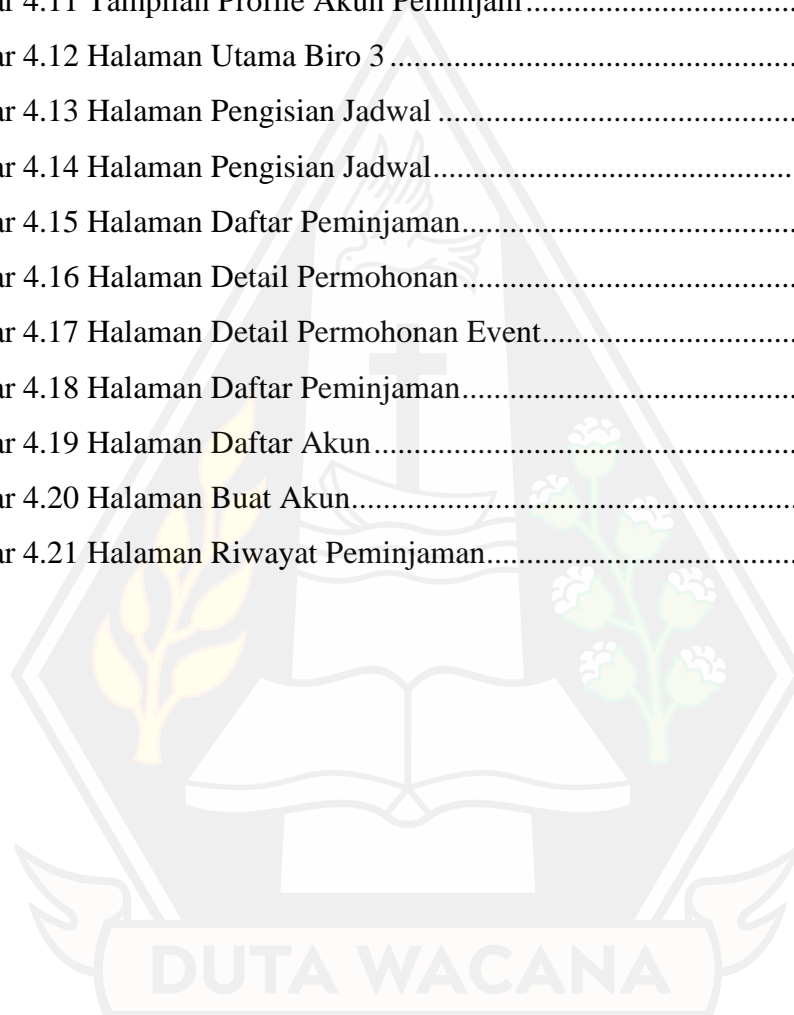 ar 4.11 Tampilan Profile Akun Peminjam........................................
ar 4.12 Halaman Utama Biro 3........................................................
ar 4.13 Halaman Pengisian Jadwal..................................................
ar 4.14 Halaman Pengisian Jadwal..................................................
ar 4.15 Halaman Daftar Peminjaman...............................................
ar 4.16 Halaman Detail Permohonan...............................................
ar 4.17 Halaman Detail Permohonan Event....................................
ar 4.18 Halaman Daftar Peminjaman...............................................
ar 4.19 Halaman Daftar Akun..........................................................
ar 4.20 Halaman Buat Akun.............................................................
ar 4.21 Halaman Riwayat Peminjaman...........................................
DUTA WACANA